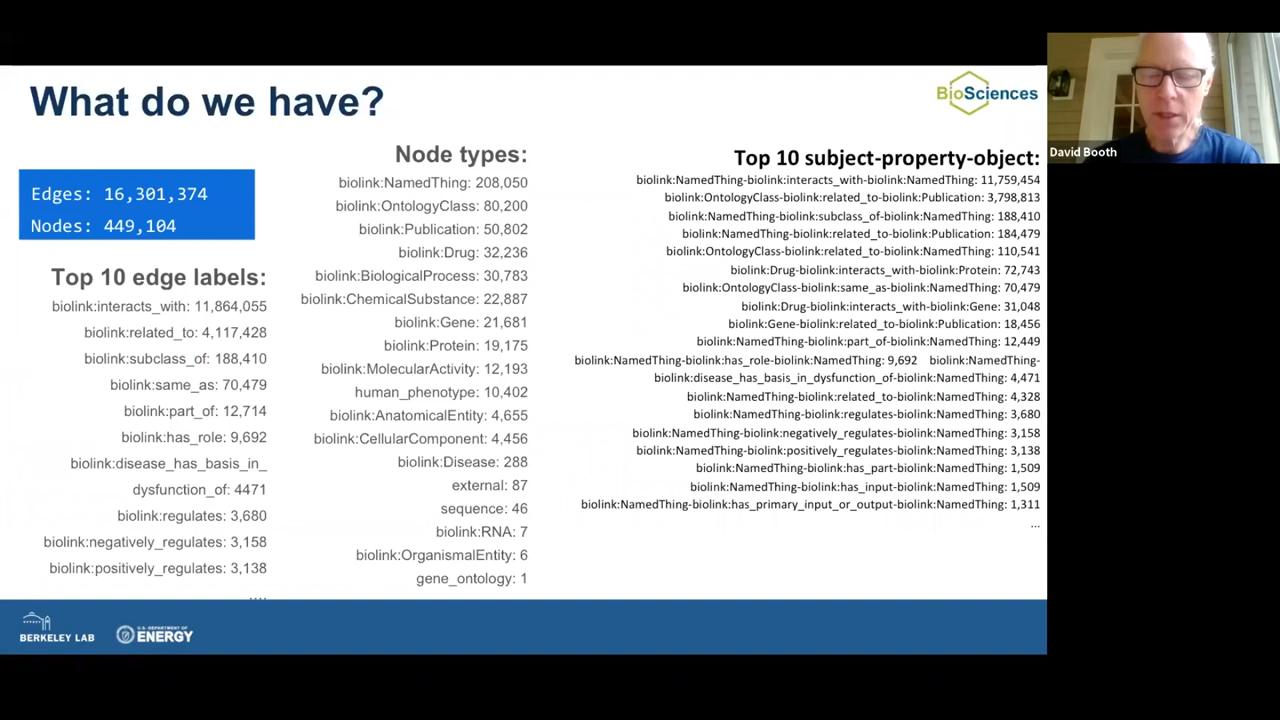 What do we have?
BioSciences
David Booth
Edges: 16,301,374
Nodes: 449,104
Top 10 edge labels:
biolink:interacts_with: 11,864,055
biolink:related_to: 4,117,428
biolink:subclass_of: 188,410
biolink:same_as: 70,479
biolink:part_of: 12,714
biolink:has_role: 9,692
biolink:disease_has_basis_in_
dysfunction_of: 4471
biolink:regulates: 3,680
biolink:negatively_regulates: 3,158
biolink:positively_regulates: 3,138
....
Node types:
biolink:NamedThing: 208,050
biolink:OntologyClass: 80,200
biolink:Publication: 50,802
biolink:Drug: 32,236
biolink:BiologicalProcess: 30,783
biolink:ChemicalSubstance: 22,887
biolink:Gene: 21,681
biolink:Protein: 19,175
biolink:MolecularActivity: 12,193
human_phenotype: 10,402
biolink:AnatomicalEntity: 4,655
biolink:CellularComponent: 4,456
biolink:Disease: 288
external: 87
sequence: 46
biolink:RNA: 7
biolink:OrganismalEntity: 6
gene_ontology: 1
Top 10 subject-property-object:
biolink:NamedThing-biolink:interacts_with-biolink:NamedThing: 11,759,454
biolink:OntologyClass-biolink:related_to-biolink:Publication: 3,798,813
biolink:NamedThing-biolink:subclass_of-biolink:NamedThing: 188,410
biolink:NamedThing-biolink:related_to-biolink:Publication: 184,479
biolink:OntologyClass-biolink:related_to-biolink:NamedThing: 110,541
biolink:Drug-biolink:interacts_with-biolink:Protein: 72,743
biolink:OntologyClass-biolink:same_as-biolink:NamedThing: 70,479
biolink:Drug-biolink:interacts_with-biolink:Gene: 31,048
biolink:Gene-biolink:related_to-biolink:Publication: 18,456
biolink:NamedThing-biolink:part_of-biolink:NamedThing: 12,449
biolink:NamedThing-biolink:has_role-biolink:NamedThing: 9,692 biolink:NamedThing-
biolink:disease_has_basis_in_dysfunction_of-biolink:NamedThing: 4,471
biolink:NamedThing-biolink:related_to-biolink:NamedThing: 4,328
biolink:NamedThing-biolink:regulates-biolink:NamedThing: 3,680
biolink:NamedThing-biolink:negatively_regulates-biolink:NamedThing: 3,158
biolink:NamedThing-biolink:positively_regulates-biolink:NamedThing: 3,138
biolink:NamedThing-biolink:has_part-biolink:NamedThing: 1,509
biolink:NamedThing-biolink:has_input-biolink:NamedThing: 1,509
biolink:NamedThing-biolink:has_primary_input_or_output-biolink:NamedThing: 1,311
...
BERKELEY LAB
U.S. DEPARTMENT OF
ENERGY